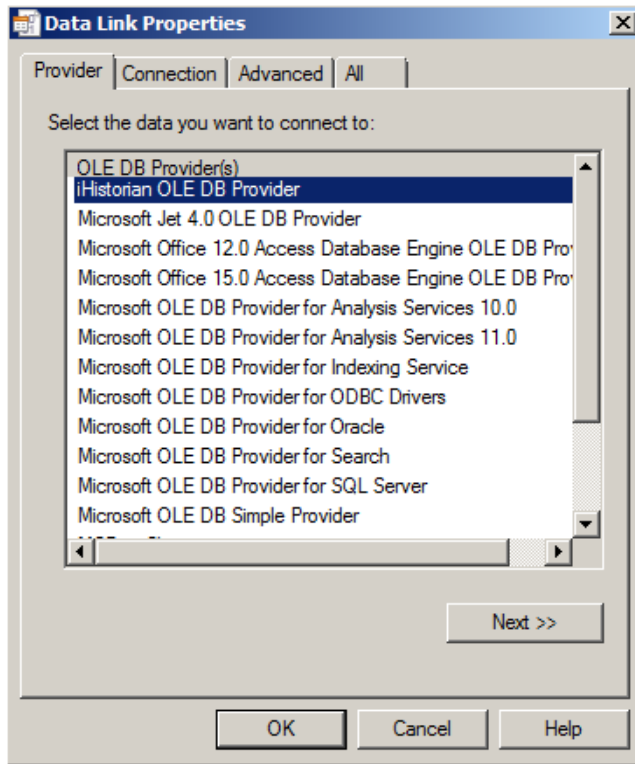 Data Link Properties
Provider Connection Advanced All
Select the data you want to connect to:
OLE DB Provider(s)
iHistorian OLE DB Provider
Microsoft Jet 4.0 OLE DB Provider
Microsoft Office 12.0 Access Database Engine OLE DB Pro
Microsoft Office 15.0 Access Database Engine OLE DB Pro
Microsoft OLE DB Provider for Analysis Services 10.0
Microsoft OLE DB Provider for Analysis Services 11.0
Microsoft OLE DB Provider for Indexing Service
Microsoft OLE DB Provider for ODBC Drivers
Microsoft OLE DB Provider for Oracle
Microsoft OLE DB Provider for Search
Microsoft OLE DB Provider for SQL Server
Microsoft OLE DB Simple Provider
Next >>
OK Cancel Help